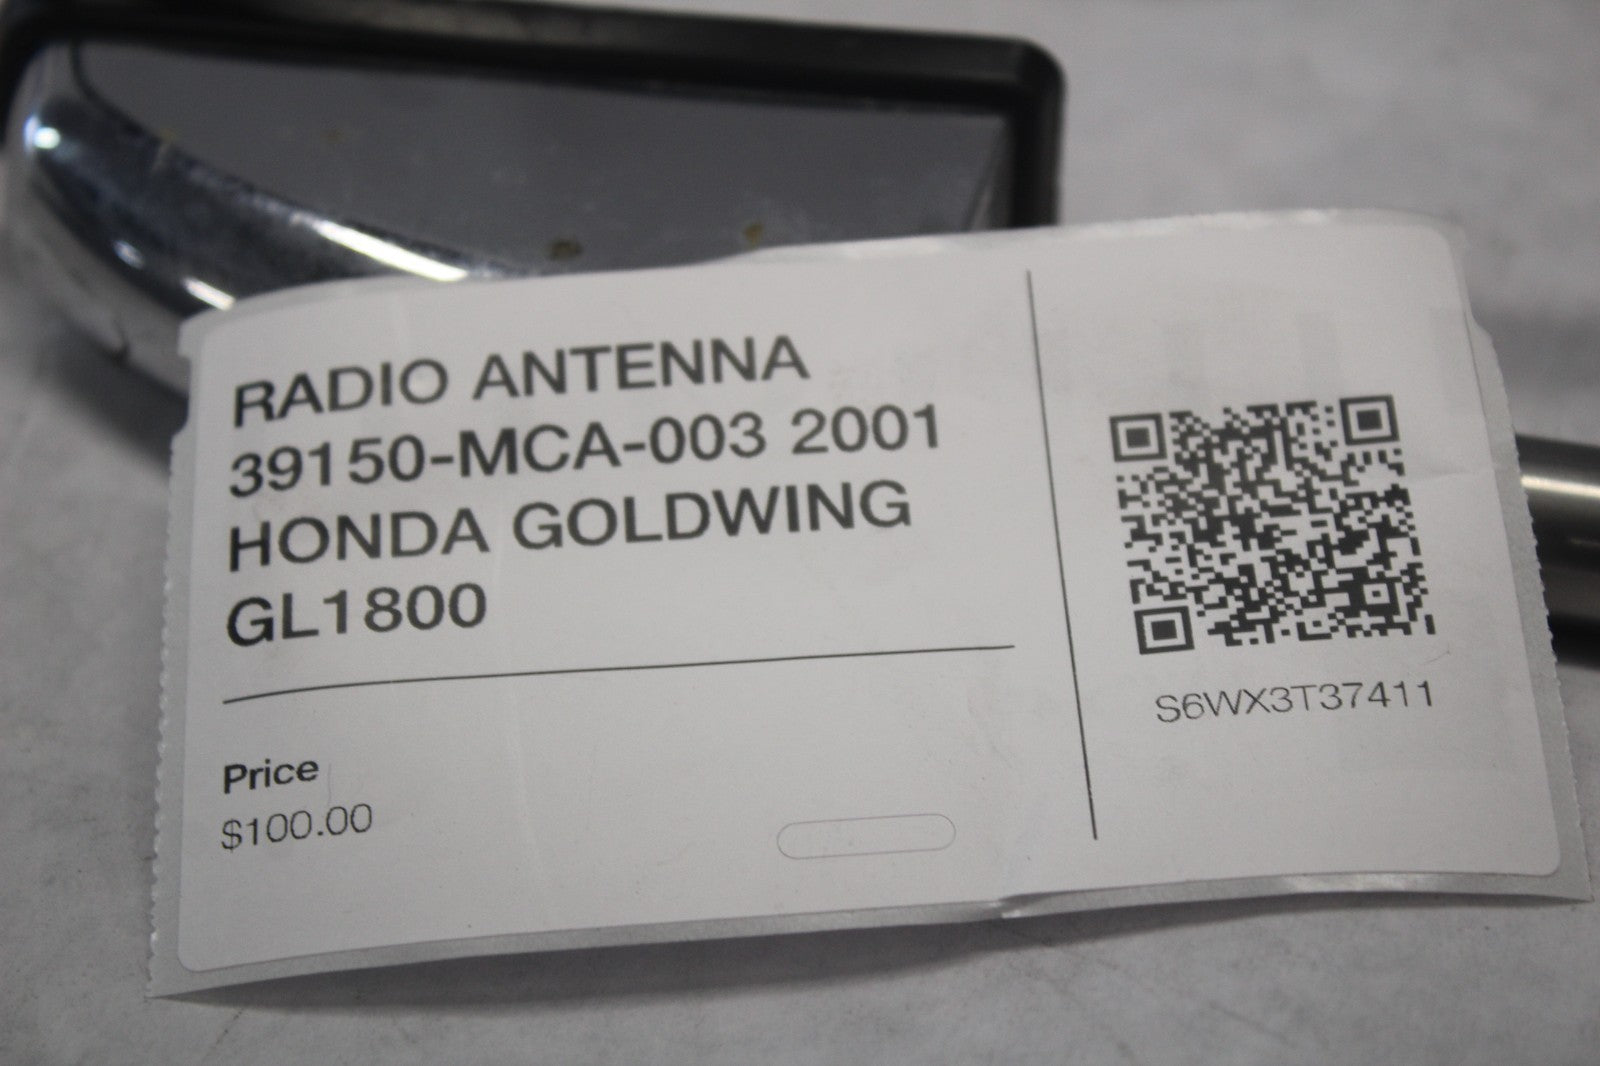 RADIO ANTENNA
39150-MCA-003 2001
HONDA GOLDWING
GL1800
Price
$100.00
S6WX3T37411